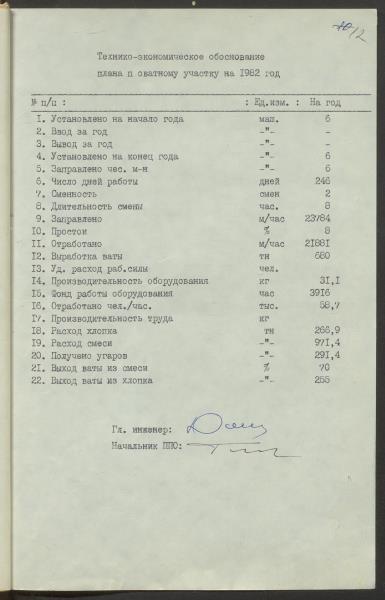 12
Технико-экономическое обоснование
плана п оватному участку на 1982 год
№ п/п : : Ед.изм. : На год
1. Установлено на начало года маш. 6
2. Ввод за год -"- -
3. Вывод за год -"- -
4. Установлено на конец года -"- 6
5. Заправлено чес. м-н -"- 6
6. Число дней работы дней 246
7. Сменность смен 2
8. Длительность смены час. 8
9. Заправлено м/час 23784
10. Простои % 8
11. Отработано м/час 21881
12. Выработка ваты тн 680
13. Уд. расход раб.силы чел.
14. Производительность оборудования кг 31,1
15. Фонд работы оборудования час 3916
16. Отработано чел./час. тыс. 58,7
17. Производительность труда кг
18. Расход хлопка тн 266,9
19. Расход смеси -"- 971,4
20. Получено угаров -"- 291,4
21. Выход ваты из смеси % 70
22. Выход ваты из хлопка -"- 255
Гл. инженер:
Начальник ППО: